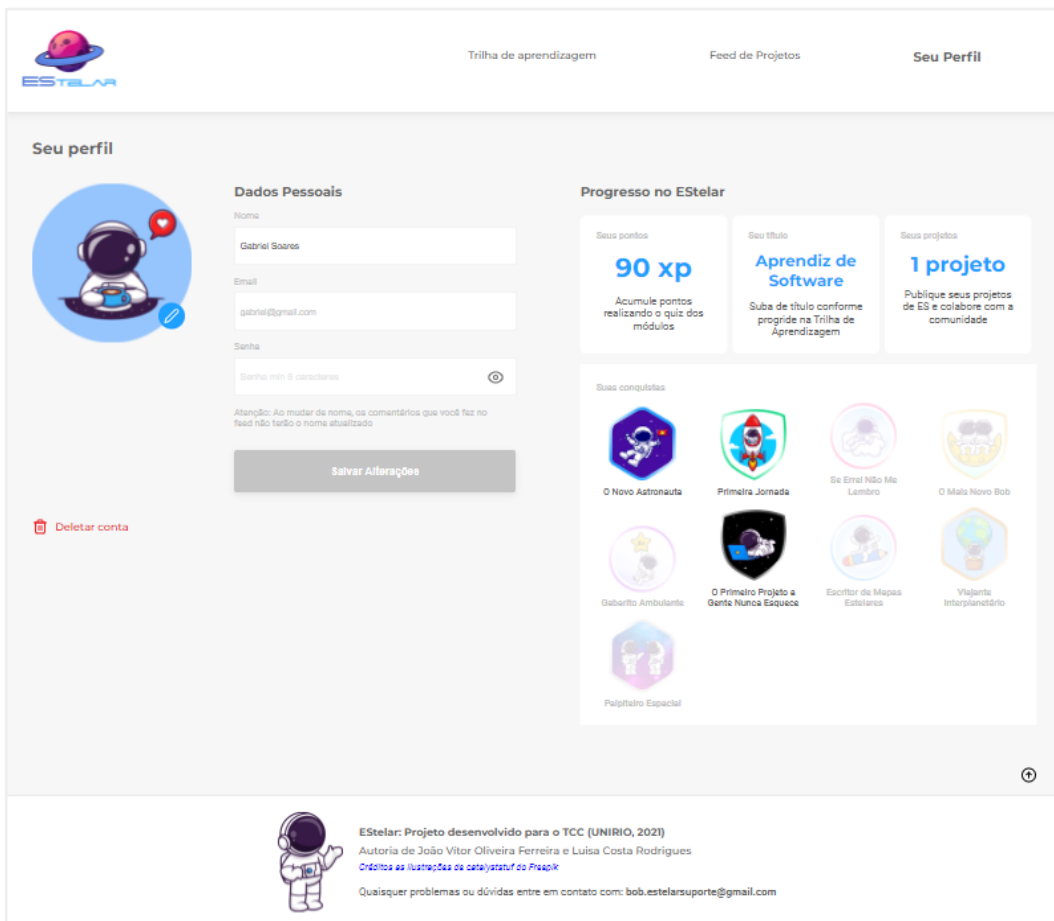 EStelar
Trilha de aprendizagem
Feed de Projetos
Seu Perfil
Seu perfil
Dados Pessoais
Nome
Gabriel Soares
Email
gabriel@gmail.com
Senha
Senha min 6 caracteres
Atenção: Ao mudar de nome, os comentários que você fez no
feed não terão o nome atualizado
Salvar Alterações
Deletar conta
Progresso no EStelar
Seus pontos
90 xp
Acumule pontos
realizando o quiz dos
módulos
Seu título
Aprendiz de
Software
Suba de título conforme
progride na Trilha de
Aprendizagem
Seus projetos
1 projeto
Publique seus projetos
de ES e colabore com a
comunidade
Suas conquistas
O Novo Astronauta
Primeira Jornada
Se Errei Não Me
Lembro
O Mais Novo Bob
Gabarito Ambulante
O Primeiro Projeto a
Gente Nunca Esquece
Escritor de Mapas
Estelares
Viajante
Interplanetário
Palpiteiro Espacial
EStelar: Projeto desenvolvido para o TCC (UNIRIO, 2021)
Autoria de João Vitor Oliveira Ferreira e Luisa Costa Rodrigues
Créditos as ilustrações de catalyststuf do Freepik
Quaisquer problemas ou dúvidas entre em contato com: bob.estelarsuporte@gmail.com